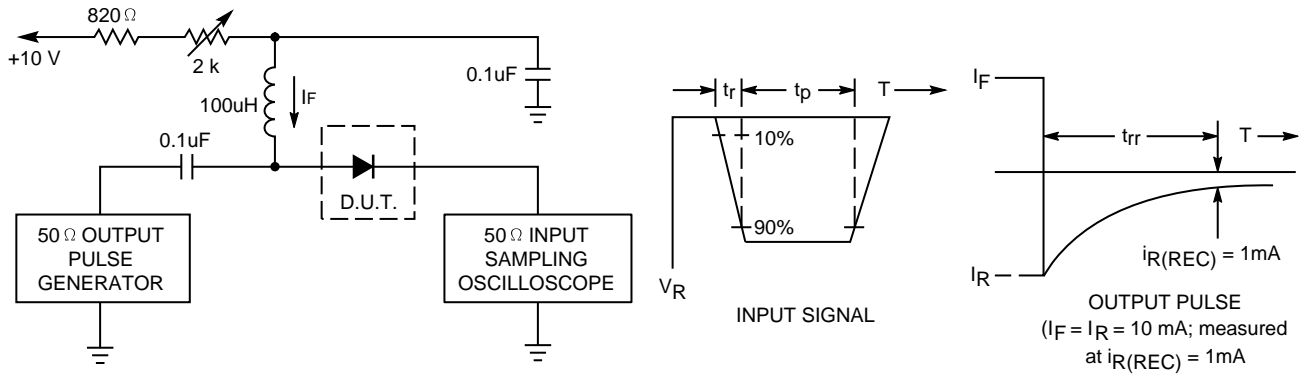 820 Ω
+10 V
2 k
100uH
IF
0.1uF
0.1uF
D.U.T.
50 Ω OUTPUT
PULSE
GENERATOR
50 Ω INPUT
SAMPLING
OSCILLOSCOPE
tr
tp
T
10%
90%
VR
INPUT SIGNAL
IF
trr
T
IR
iR(REC) = 1mA
OUTPUT PULSE
(IF = IR = 10 mA; measured
at iR(REC) = 1mA